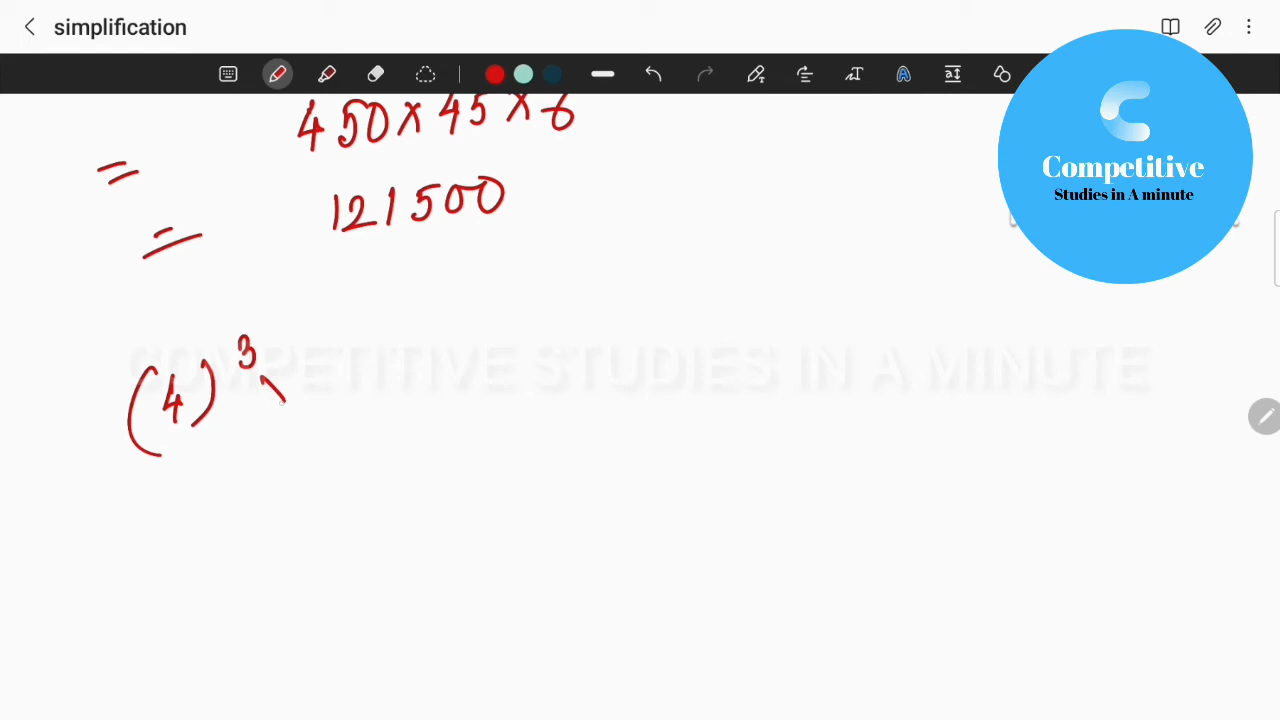 simplification
Competitive
Studies in A minute
450 × 45 × 6
=
121500
=
COMPETITIVE STUDIES IN A MINUTE
(4)³